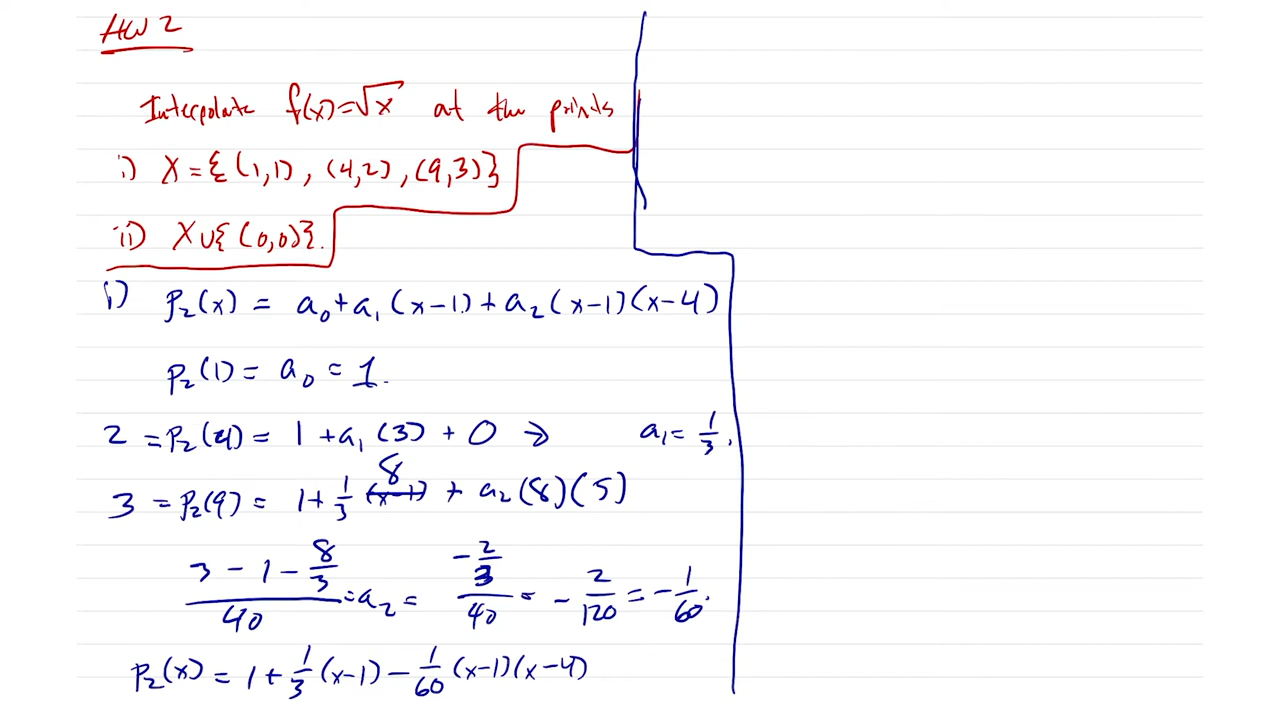 HW 2
Interpolate f(x)=√x at the points
i) X={(1,1), (4,2), (9,3)}
ii) X∪{(0,0)}.
i) P₂(x) = a₀+a₁(x-1)+a₂(x-1)(x-4)
P₂(1) = a₀ = 1.
2 = P₂(4) = 1+a₁(3)+0 ⇒ a₁=1/3.
3 = P₂(9) = 1+1/3 8 + a₂(8)(5)
(3-1-8/3)/40 = a₂ = (-2/3)/40 = -2/120 = -1/60.
P₂(x) = 1+1/3(x-1)-1/60(x-1)(x-4)